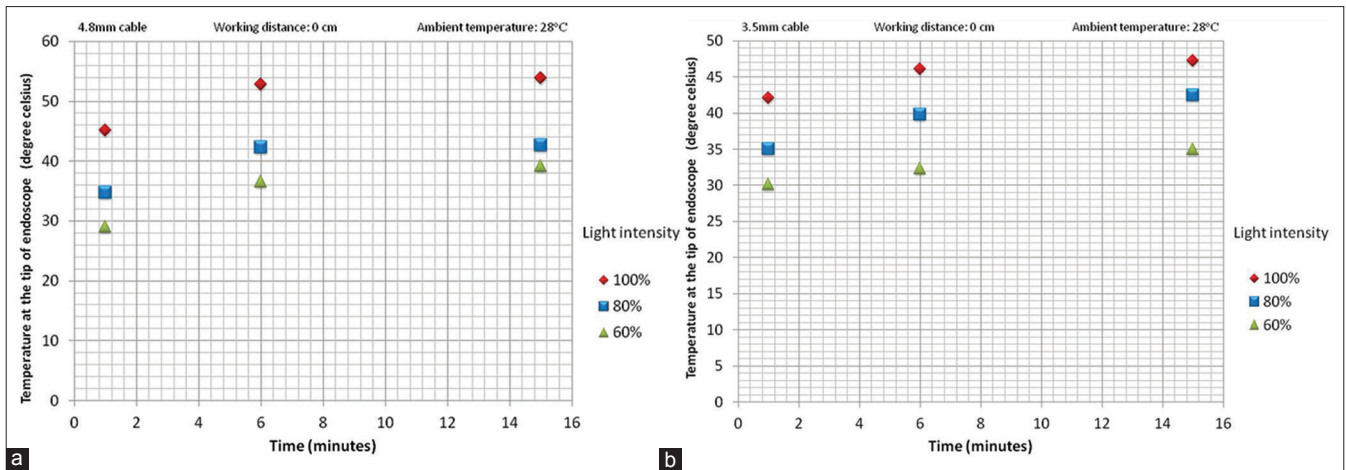 4.8mm cable Working distance: 0 cm Ambient temperature: 28°C
60
50
40
30
20
10
0
Temperature at the tip of endoscope (degree celsius)
0 2 4 6 8 10 12 14 16
Time (minutes)
Light intensity
100%
80%
60%
a
3.5mm cable Working distance: 0 cm Ambient temperature: 28°C
50
45
40
35
30
25
20
15
10
5
0
Temperature at the tip of endoscope (degree celsius)
0 2 4 6 8 10 12 14 16
Time (minutes)
Light intensity
100%
80%
60%
b